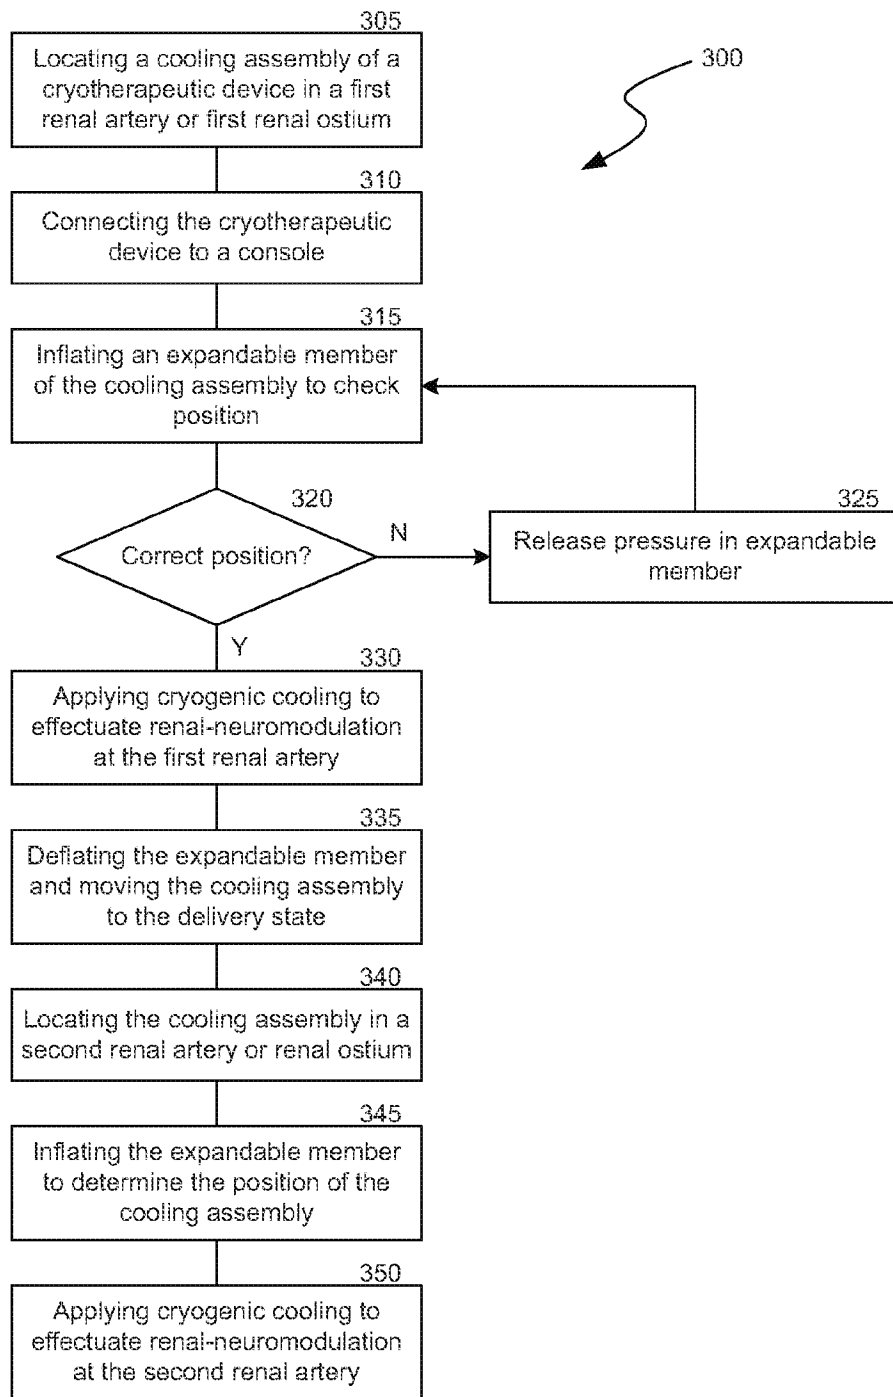 305
Locating a cooling assembly of a
cryotherapeutic device in a first
renal artery or first renal ostium
300
310
Connecting the cryotherapeutic
device to a console
315
Inflating an expandable member
of the cooling assembly to check
position
320
Correct position?
N
325
Release pressure in expandable
member
Y
330
Applying cryogenic cooling to
effectuate renal-neuromodulation
at the first renal artery
335
Deflating the expandable member
and moving the cooling assembly
to the delivery state
340
Locating the cooling assembly in a
second renal artery or renal ostium
345
Inflating the expandable member
to determine the position of the
cooling assembly
350
Applying cryogenic cooling to
effectuate renal-neuromodulation
at the second renal artery